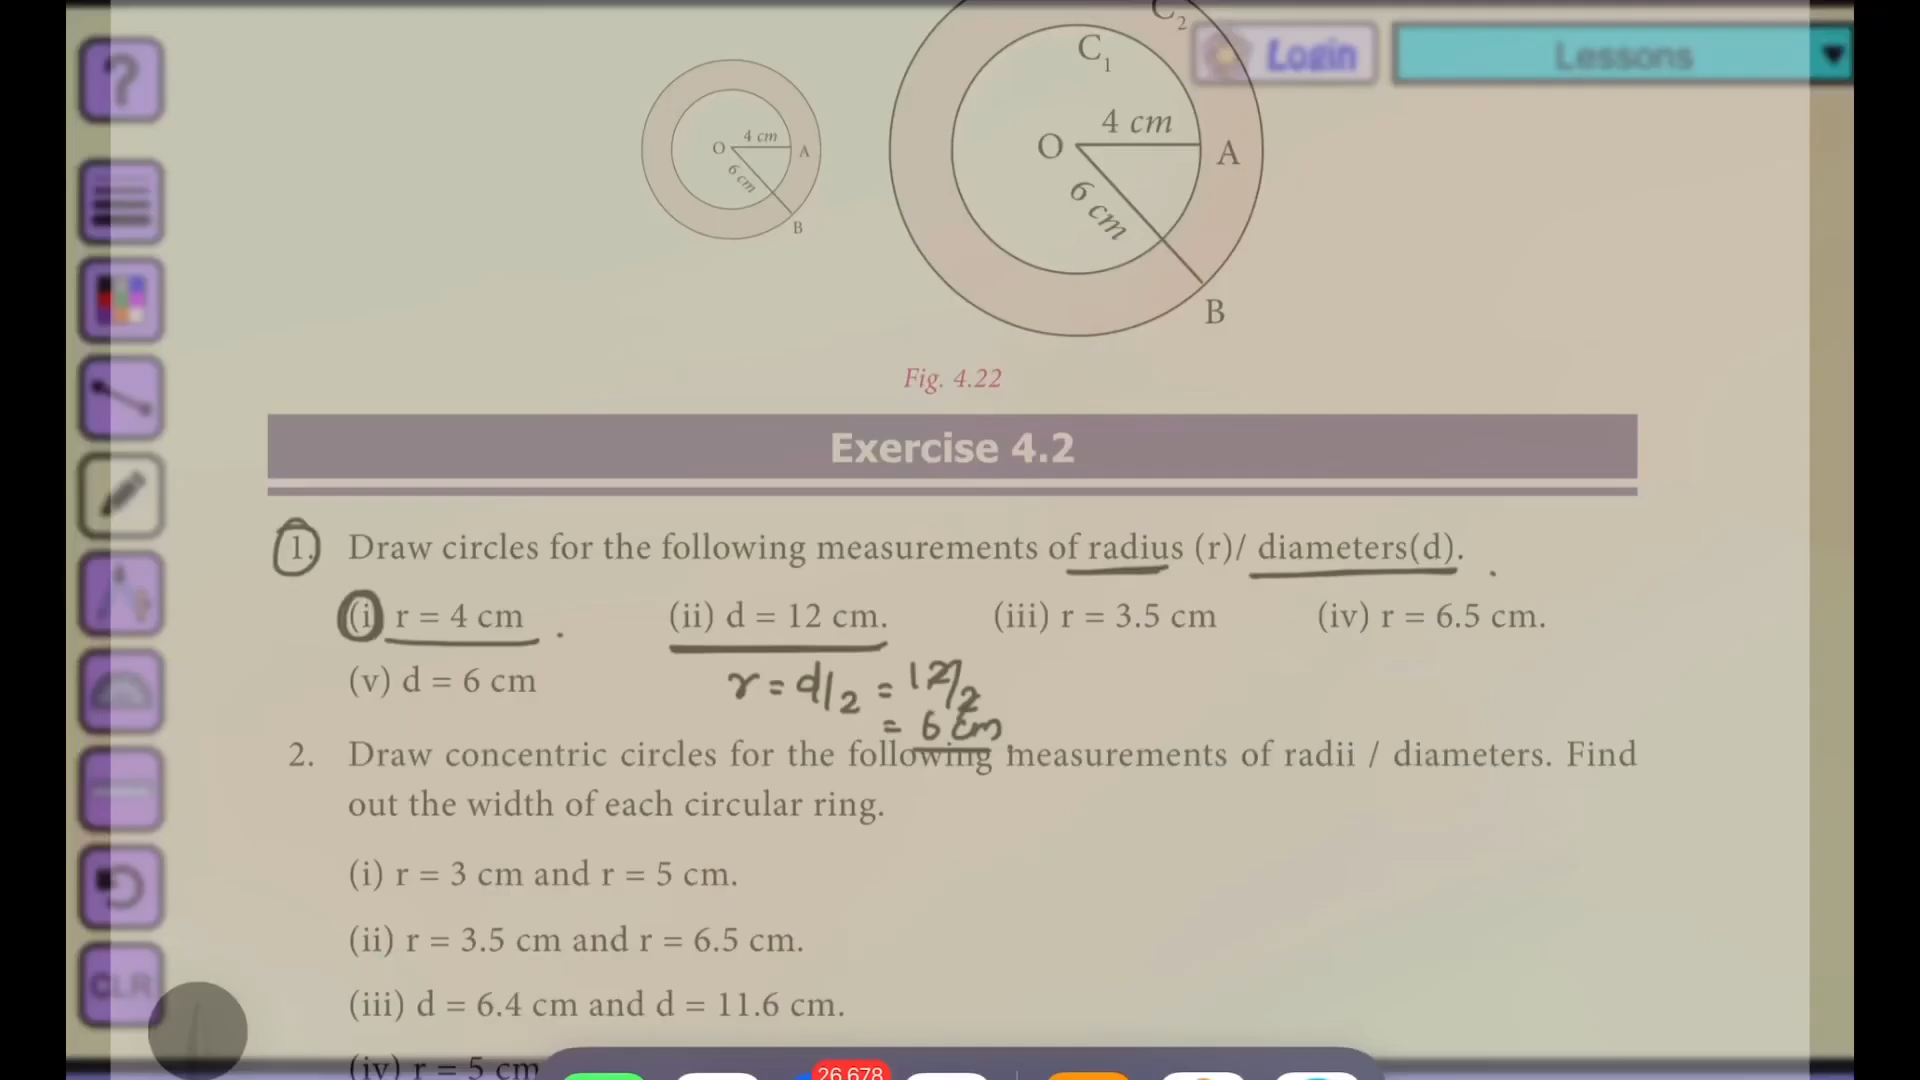 ?
C2
C1
Login
Lessons
4 cm
O
A
6 cm
B
4 cm
O
A
6 cm
B
Fig. 4.22
Exercise 4.2
1. Draw circles for the following measurements of radius (r)/ diameters(d).
(i) r = 4 cm (ii) d = 12 cm. (iii) r = 3.5 cm (iv) r = 6.5 cm.
(v) d = 6 cm
r = d/2 = 12/2
= 6 cm
2. Draw concentric circles for the following measurements of radii / diameters. Find
out the width of each circular ring.
(i) r = 3 cm and r = 5 cm.
(ii) r = 3.5 cm and r = 6.5 cm.
CLR
(iii) d = 6.4 cm and d = 11.6 cm.
(iv) r = 5 cm
26,678